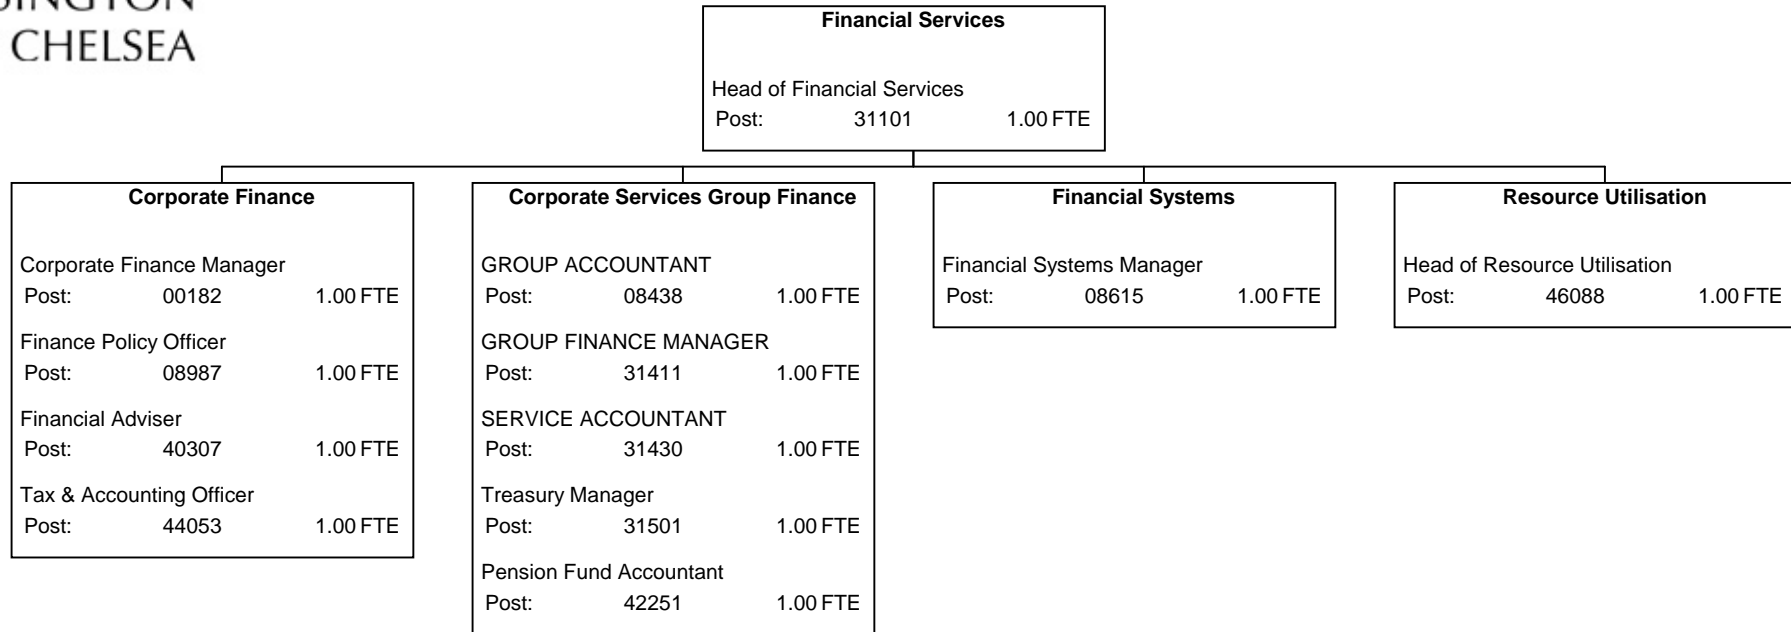 CHELSEA
Financial Services
Head of Financial Services
Post: 31101 1.00 FTE
Corporate Finance
Corporate Finance Manager
Post: 00182 1.00 FTE
Finance Policy Officer
Post: 08987 1.00 FTE
Financial Adviser
Post: 40307 1.00 FTE
Tax & Accounting Officer
Post: 44053 1.00 FTE
Corporate Services Group Finance
GROUP ACCOUNTANT
Post: 08438 1.00 FTE
GROUP FINANCE MANAGER
Post: 31411 1.00 FTE
SERVICE ACCOUNTANT
Post: 31430 1.00 FTE
Treasury Manager
Post: 31501 1.00 FTE
Pension Fund Accountant
Post: 42251 1.00 FTE
Financial Systems
Financial Systems Manager
Post: 08615 1.00 FTE
Resource Utilisation
Head of Resource Utilisation
Post: 46088 1.00 FTE